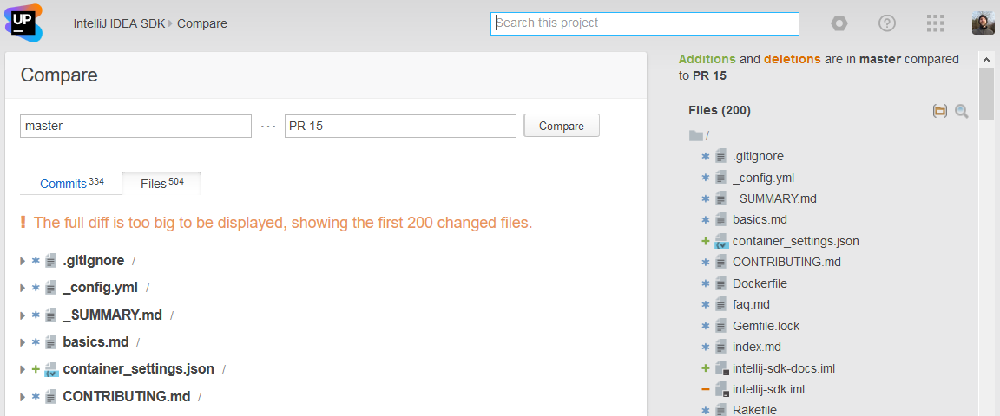 UP
IntelliJ IDEA SDK Compare
Search this project
Compare
master ... PR 15 Compare
Commits 334 Files 504
! The full diff is too big to be displayed, showing the first 200 changed files.
.gitignore /
_config.yml /
_SUMMARY.md /
basics.md /
+ container_settings.json /
CONTRIBUTING.md /
Additions and deletions are in master compared
to PR 15
Files (200)
/
.gitignore
_config.yml
_SUMMARY.md
basics.md
+ container_settings.json
CONTRIBUTING.md
Dockerfile
faq.md
Gemfile.lock
index.md
+ intellij-sdk-docs.iml
− intellij-sdk.iml
Rakefile